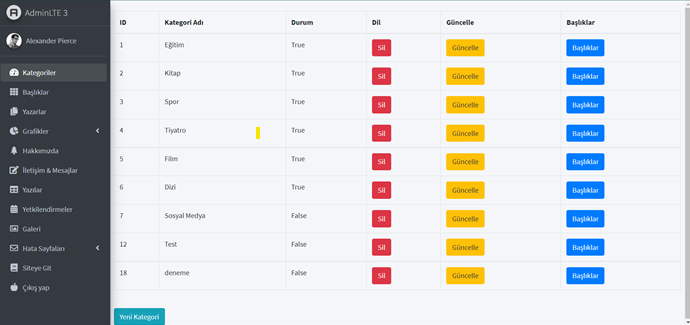 AdminLTE 3
Alexander Pierce
Kategoriler
Başlıklar
Yazarlar
Grafikler
Hakkımızda
İletişim & Mesajlar
Yazılar
Yetkilendirmeler
Galeri
Hata Sayfaları
Siteye Git
Çıkış yap
ID Kategori Adı Durum Dil Güncelle Başlıklar
1 Eğitim True Sil Güncelle Başlıklar
2 Kitap True Sil Güncelle Başlıklar
3 Spor True Sil Güncelle Başlıklar
4 Tiyatro True Sil Güncelle Başlıklar
5 Film True Sil Güncelle Başlıklar
6 Dizi True Sil Güncelle Başlıklar
7 Sosyal Medya False Sil Güncelle Başlıklar
12 Test False Sil Güncelle Başlıklar
18 deneme False Sil Güncelle Başlıklar
Yeni Kategori